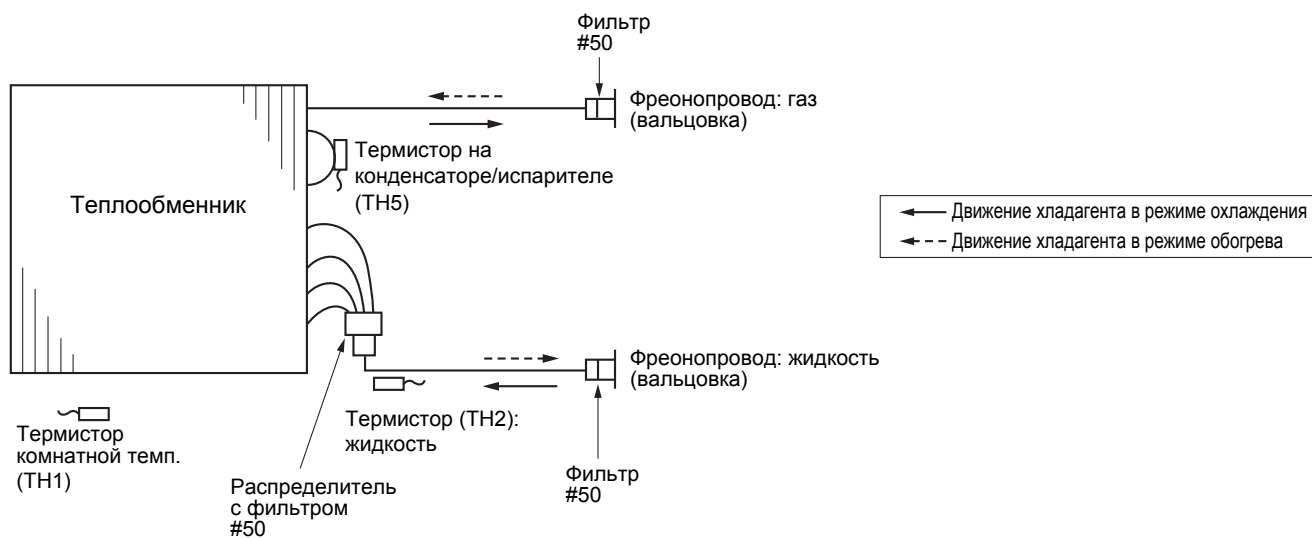 Фильтр
#50
Фреонопровод: газ
(вальцовка)
Термистор на
конденсаторе/испарителе
(TH5)
Теплообменник
Движение хладагента в режиме охлаждения
Движение хладагента в режиме обогрева
Фреонопровод: жидкость
(вальцовка)
Термистор (TH2):
жидкость
Термистор
комнатной темп.
(TH1)
Распределитель
с фильтром
#50
Фильтр
#50